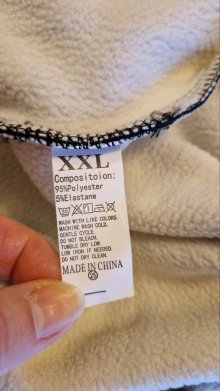 XXL
Compositoion:
95%Polyester
5%Elastane
WASH WITH LIKE COLORS.
MACHINE WASH COLD.
GENTLE CYCLE.
DO NOT BLEACH.
TUMBLE DRY LOW.
LOW IRON IF NEEDED.
DO NOT DRY CLEAN.
MADE IN CHINA